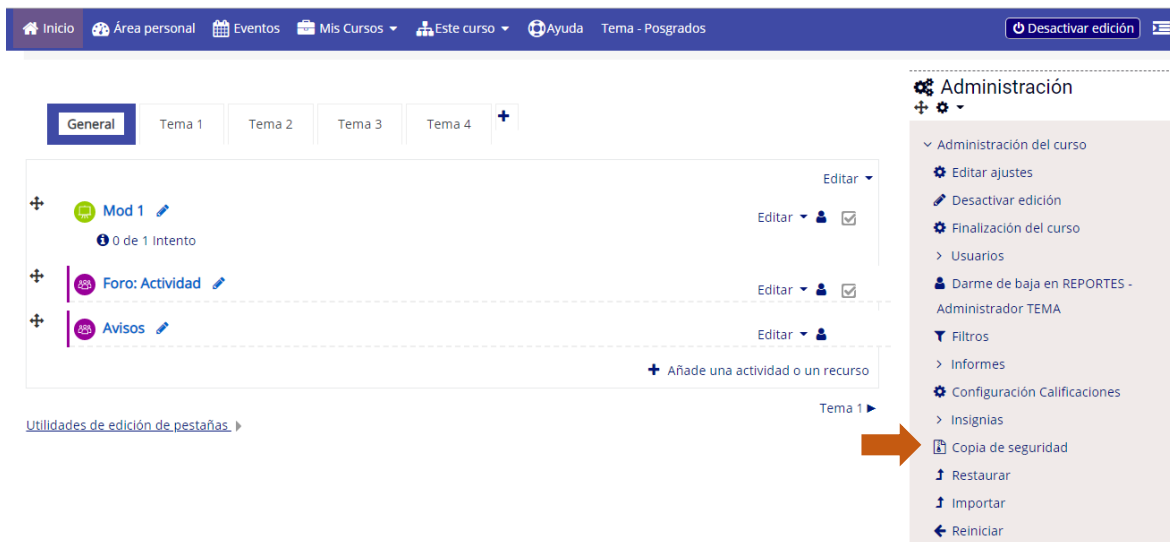 Inicio Área personal Eventos Mis Cursos Este curso Ayuda Tema - Posgrados Desactivar edición
General Tema 1 Tema 2 Tema 3 Tema 4
Editar
Mod 1 Editar
0 de 1 Intento
Foro: Actividad Editar
Avisos Editar
Añade una actividad o un recurso
Tema 1
Utilidades de edición de pestañas
Administración
Administración del curso
Editar ajustes
Desactivar edición
Finalización del curso
Usuarios
Darme de baja en REPORTES -
Administrador TEMA
Filtros
Informes
Configuración Calificaciones
Insignias
Copia de seguridad
Restaurar
Importar
Reiniciar